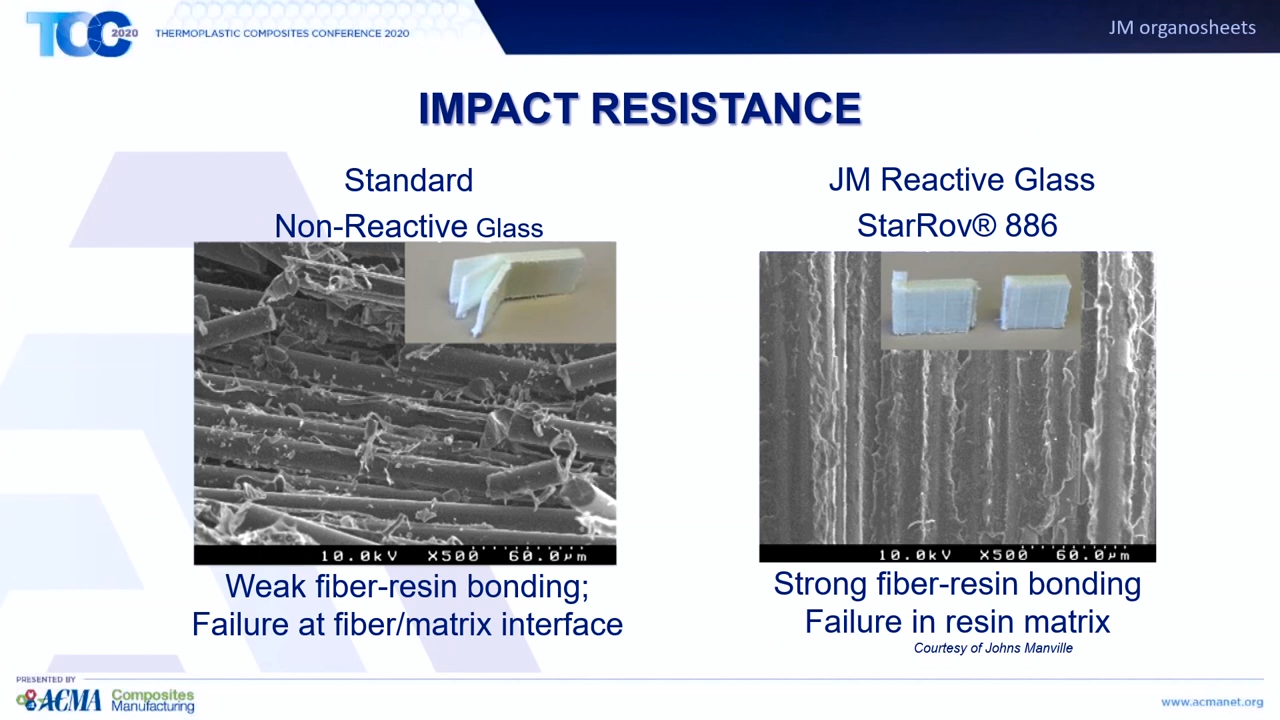 TCC 2020
THERMOPLASTIC COMPOSITES CONFERENCE 2020
JM organosheets
IMPACT RESISTANCE
Standard
Non-Reactive Glass
10.0kV X500 60.0µm
Weak fiber-resin bonding;
Failure at fiber/matrix interface
JM Reactive Glass
StarRov® 886
10.0kV X500 60.0µm
Strong fiber-resin bonding
Failure in resin matrix
Courtesy of Johns Manville
PRESENTED BY
ACMA
Composites
Manufacturing
www.acmanet.org